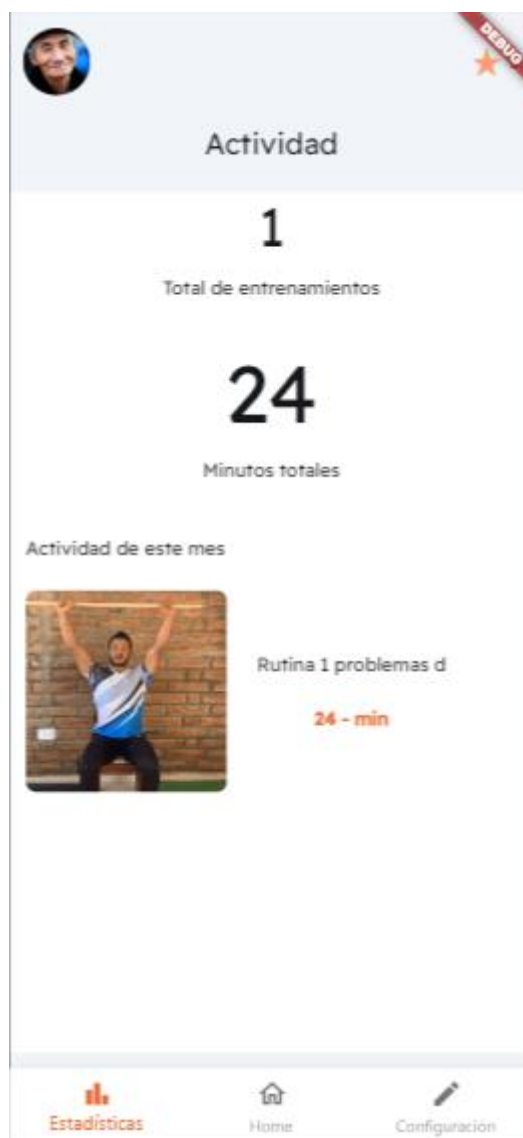 DEBUG
Actividad
1
Total de entrenamientos
24
Minutos totales
Actividad de este mes
Rutina 1 problemas d
24 - min
Estadísticas
Home
Configuración